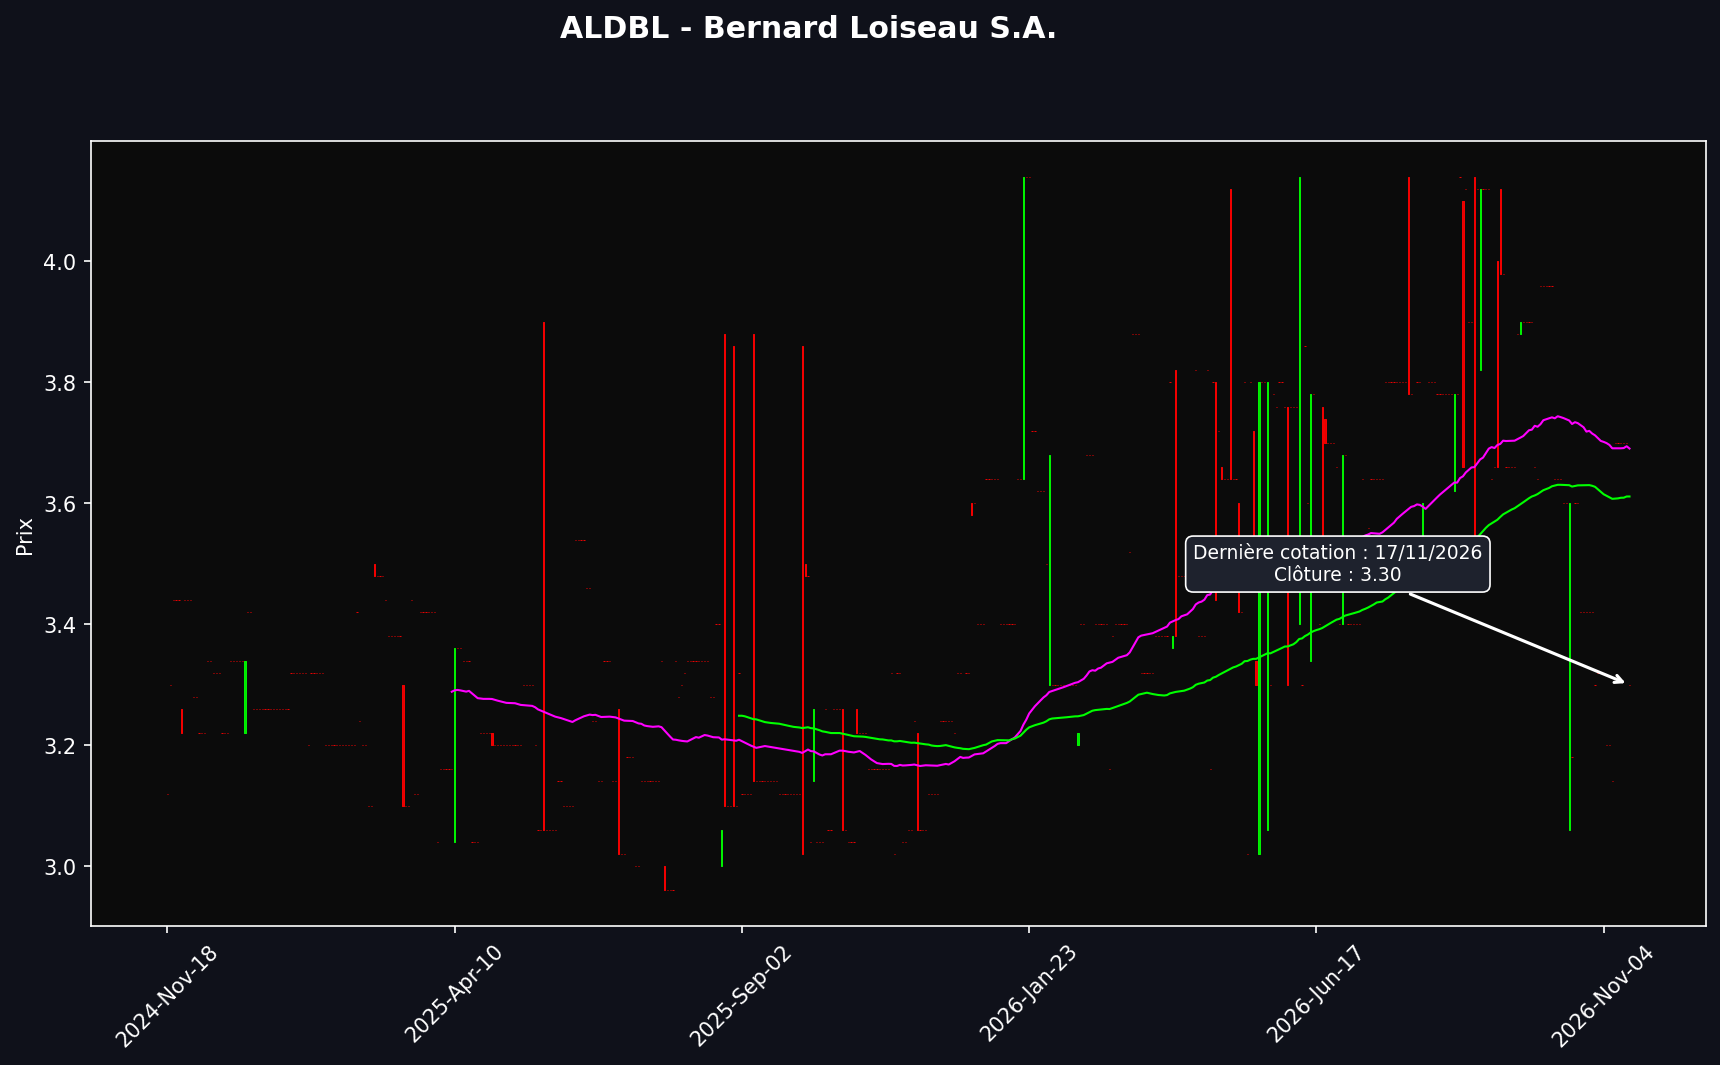 ALDBL - Bernard Loiseau S.A.
Prix
4.0
3.8
3.6
3.4
3.2
3.0
Dernière cotation : 17/11/2026
Clôture : 3.30
2024-Nov-18
2025-Apr-10
2025-Sep-02
2026-Jan-23
2026-Jun-17
2026-Nov-04